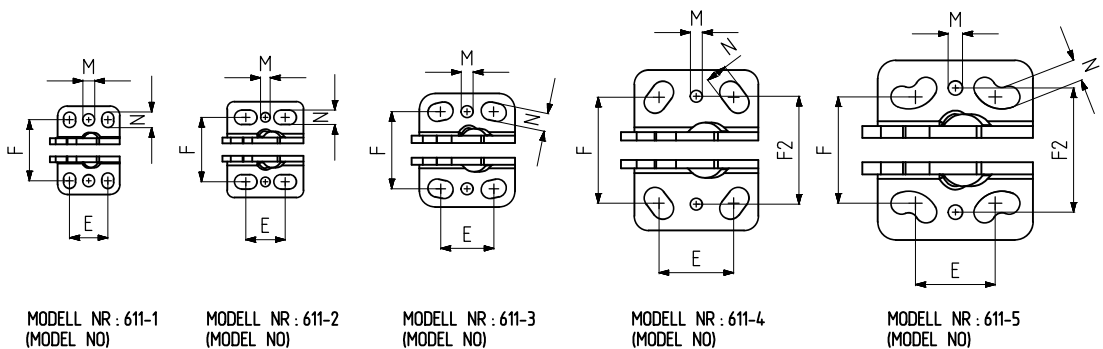 M
N
F
E
MODELL NR : 611-1
(MODEL NO)
M
N
F
E
MODELL NR : 611-2
(MODEL NO)
M
N
F
E
MODELL NR : 611-3
(MODEL NO)
M
N
F
F2
E
MODELL NR : 611-4
(MODEL NO)
M
N
F
F2
E
MODELL NR : 611-5
(MODEL NO)